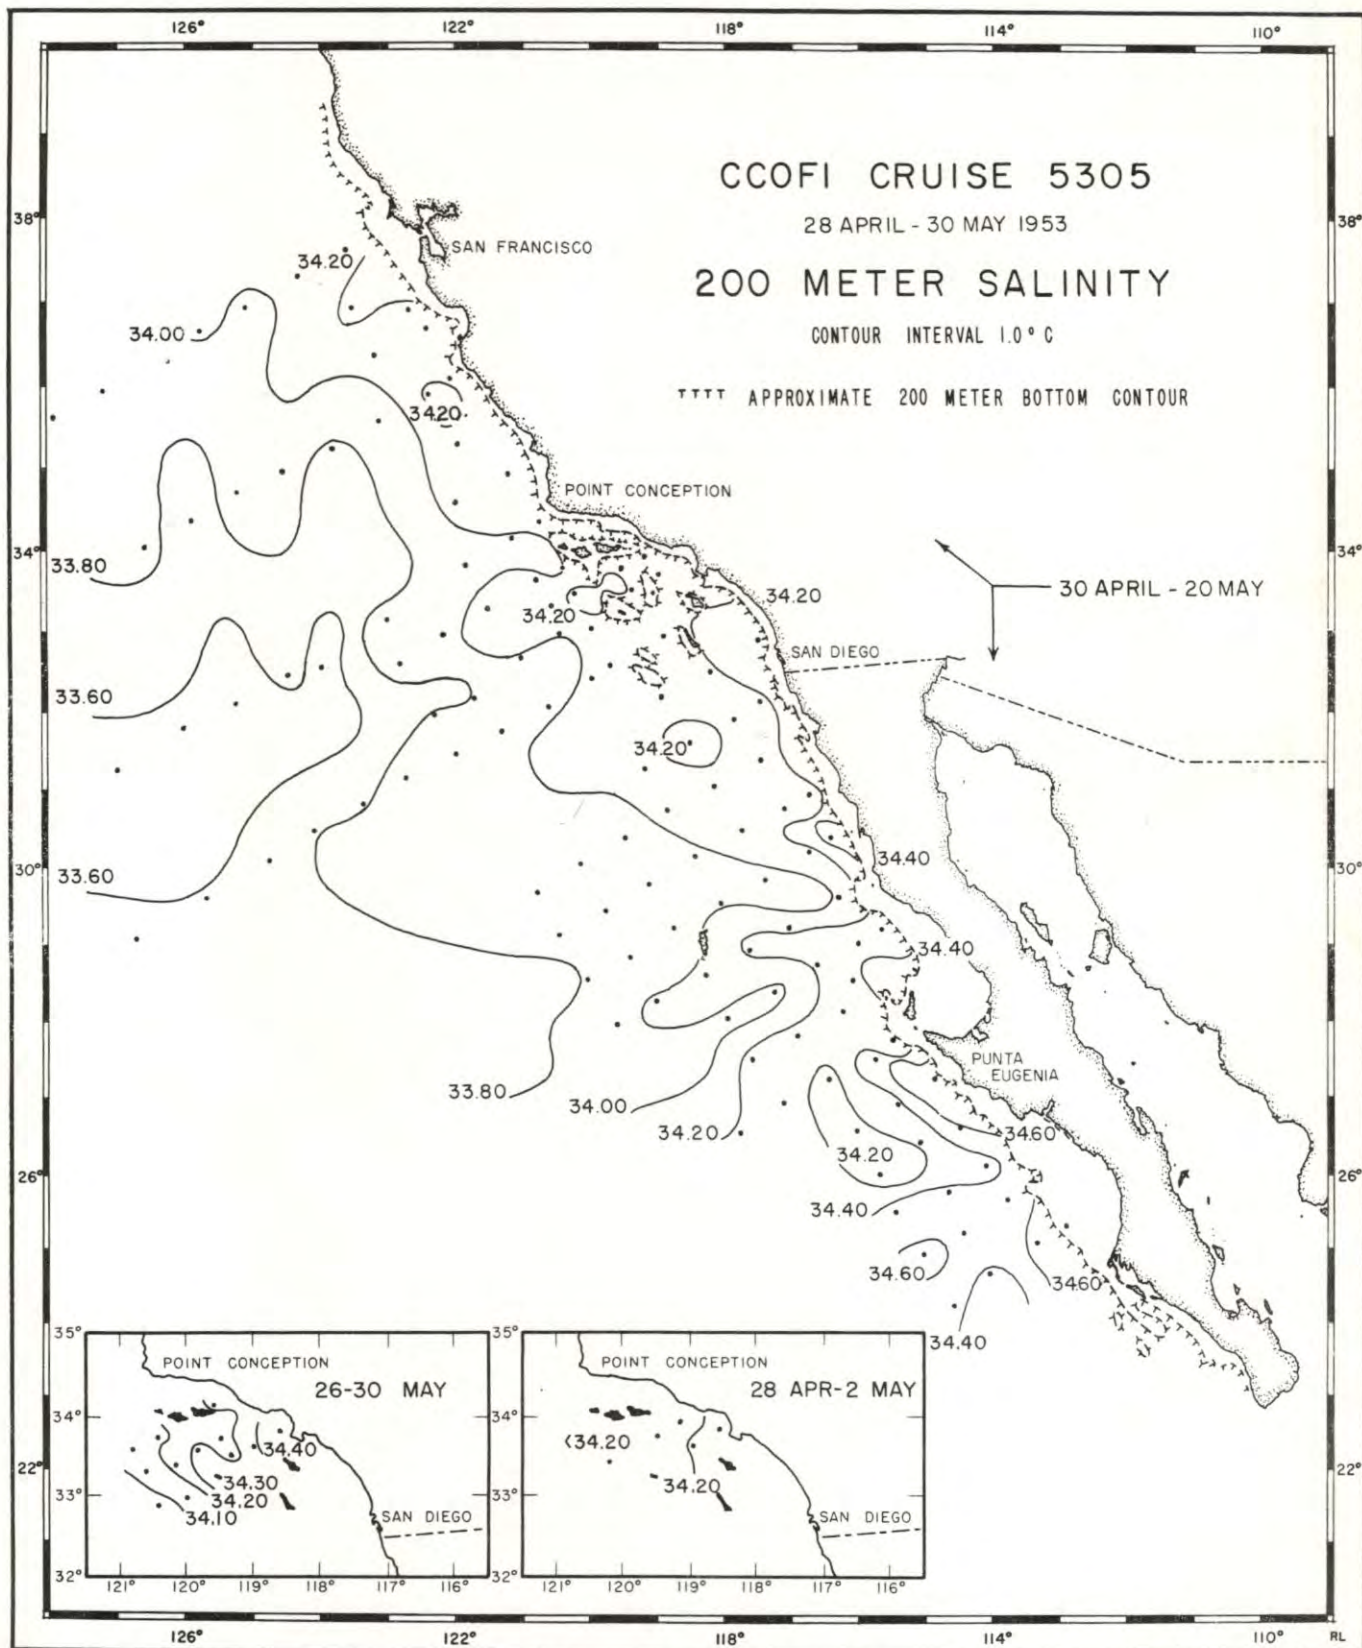 126° 122° 118° 114° 110°
CCOFI CRUISE 5305
28 APRIL - 30 MAY 1953
200 METER SALINITY
CONTOUR INTERVAL 1.0° C
TTTT APPROXIMATE 200 METER BOTTOM CONTOUR
38° 38°
SAN FRANCISCO
34.20
34.00
34.20
POINT CONCEPTION
34° 34°
33.80
30 APRIL - 20 MAY
34.20
34.20
SAN DIEGO
33.60
34.20
34.40
30° 30°
33.60
34.40
PUNTA
EUGENIA
33.80
34.00
34.20
34.60
34.20
26° 26°
34.40
34.60
34.60
34.40
35°
POINT CONCEPTION
26-30 MAY
34°
34.40
34.30
34.20
34.10
33°
SAN DIEGO
32°
121° 120° 119° 118° 117° 116°
35°
POINT CONCEPTION
28 APR-2 MAY
34°
<34.20
34.20
33°
SAN DIEGO
32°
121° 120° 119° 118° 117° 116°
22° 22°
126° 122° 118° 114° 110°
RL